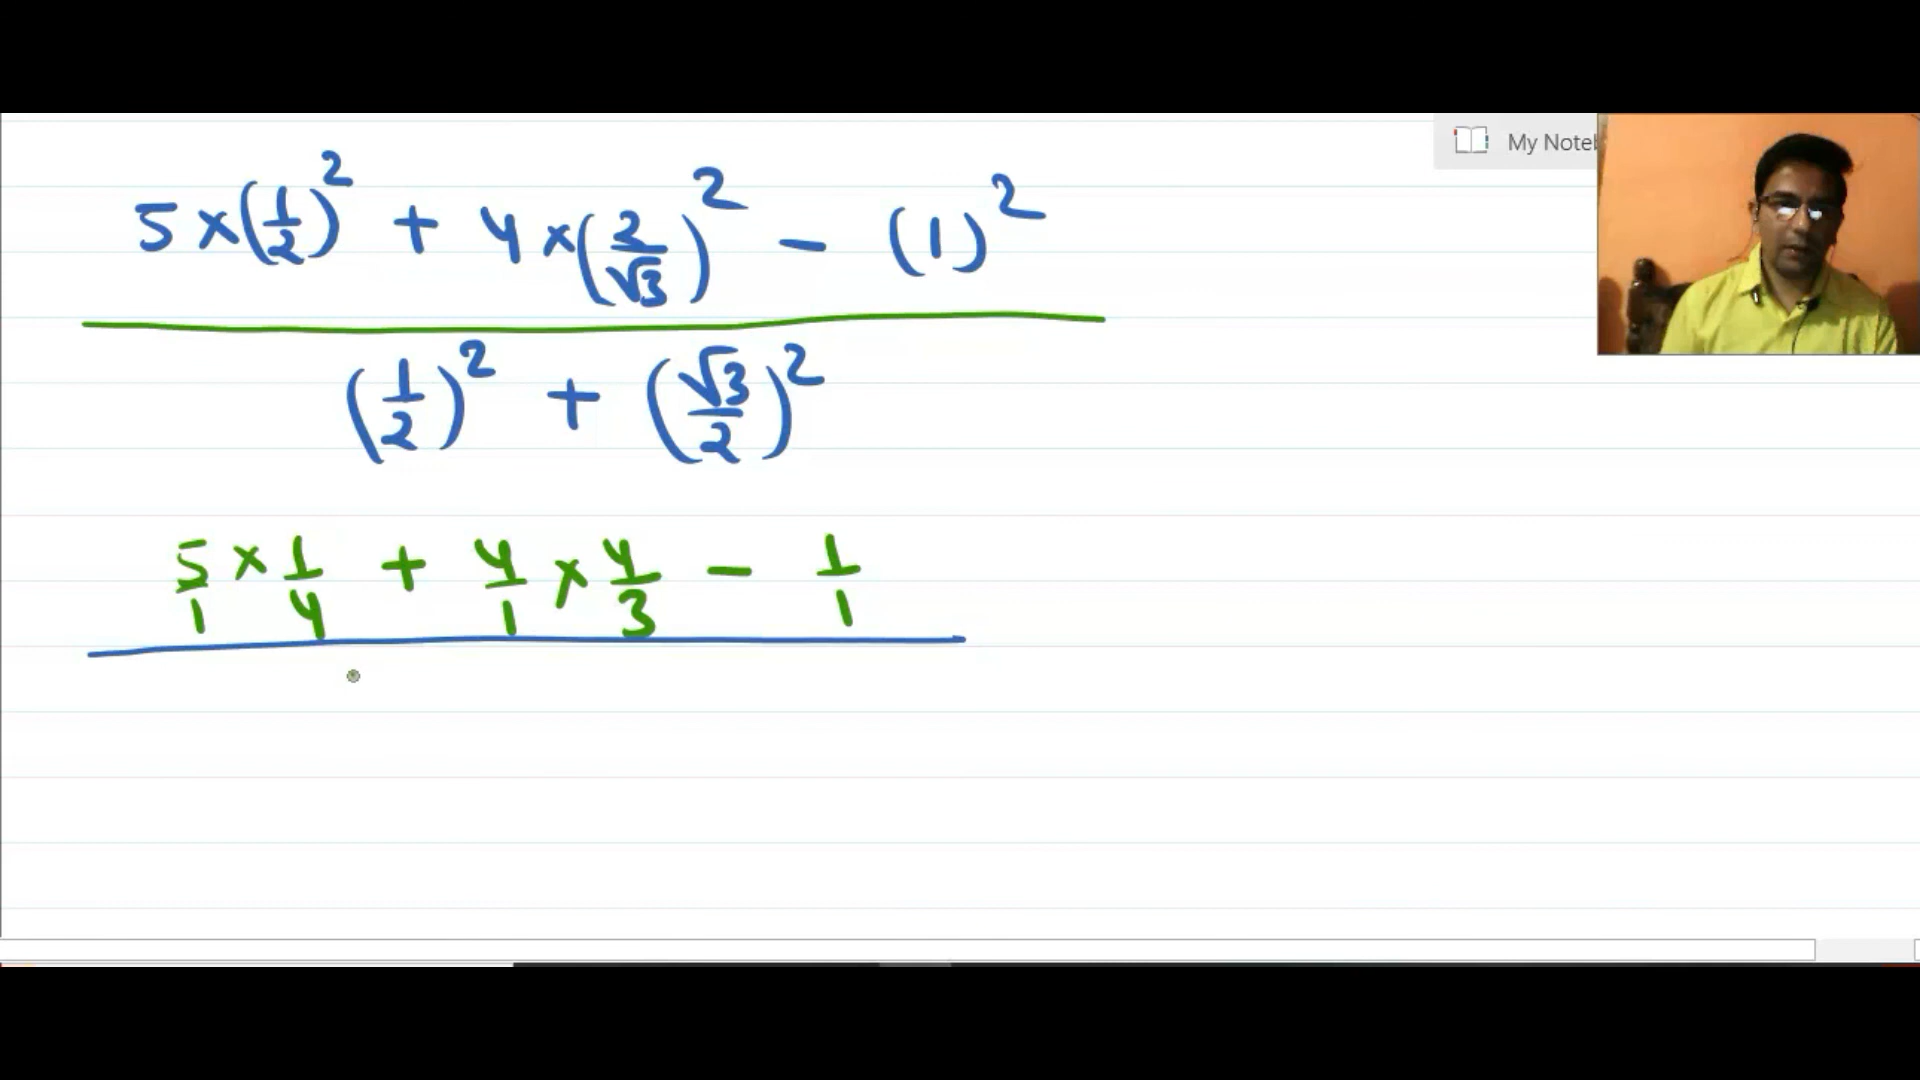 My Noteb
5 × (1/2)² + 4 × (2/√3)² − (1)²
(1/2)² + (√3/2)²
5/1 × 1/4 + 4/1 × 4/3 − 1/1